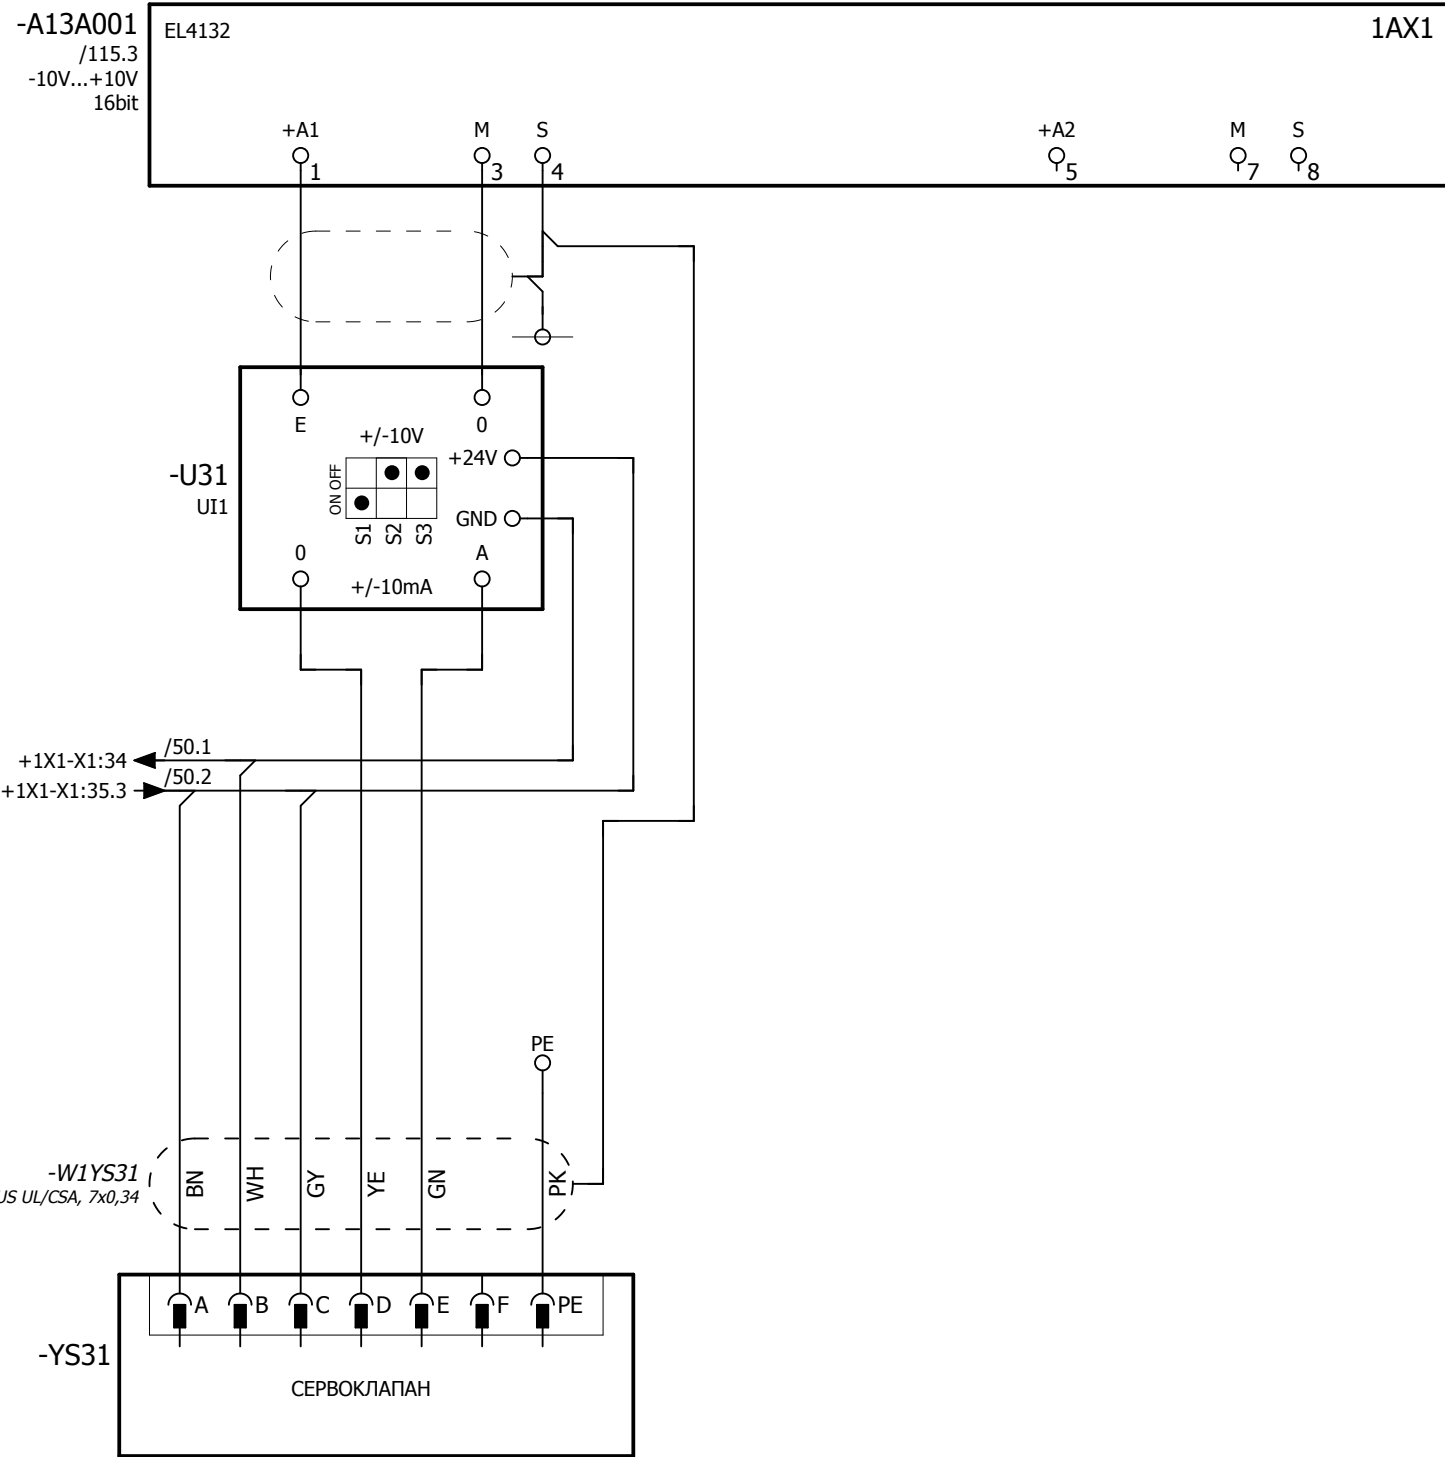 -A13A001
/115.3
-10V...+10V
16bit
EL4132
1AX1
+A1 M S +A2 M S
1 3 4 5 7 8
E 0
+/-10V
+24V
ON OFF
S1 S2 S3
GND
-U31
UI1
0 A
+/-10mA
+1X1-X1:34 /50.1
+1X1-X1:35.3 /50.2
PE
-W1YS31
US UL/CSA, 7x0,34
BN WH GY YE GN PK
A B C D E F PE
-YS31
СЕРВОКЛАПАН